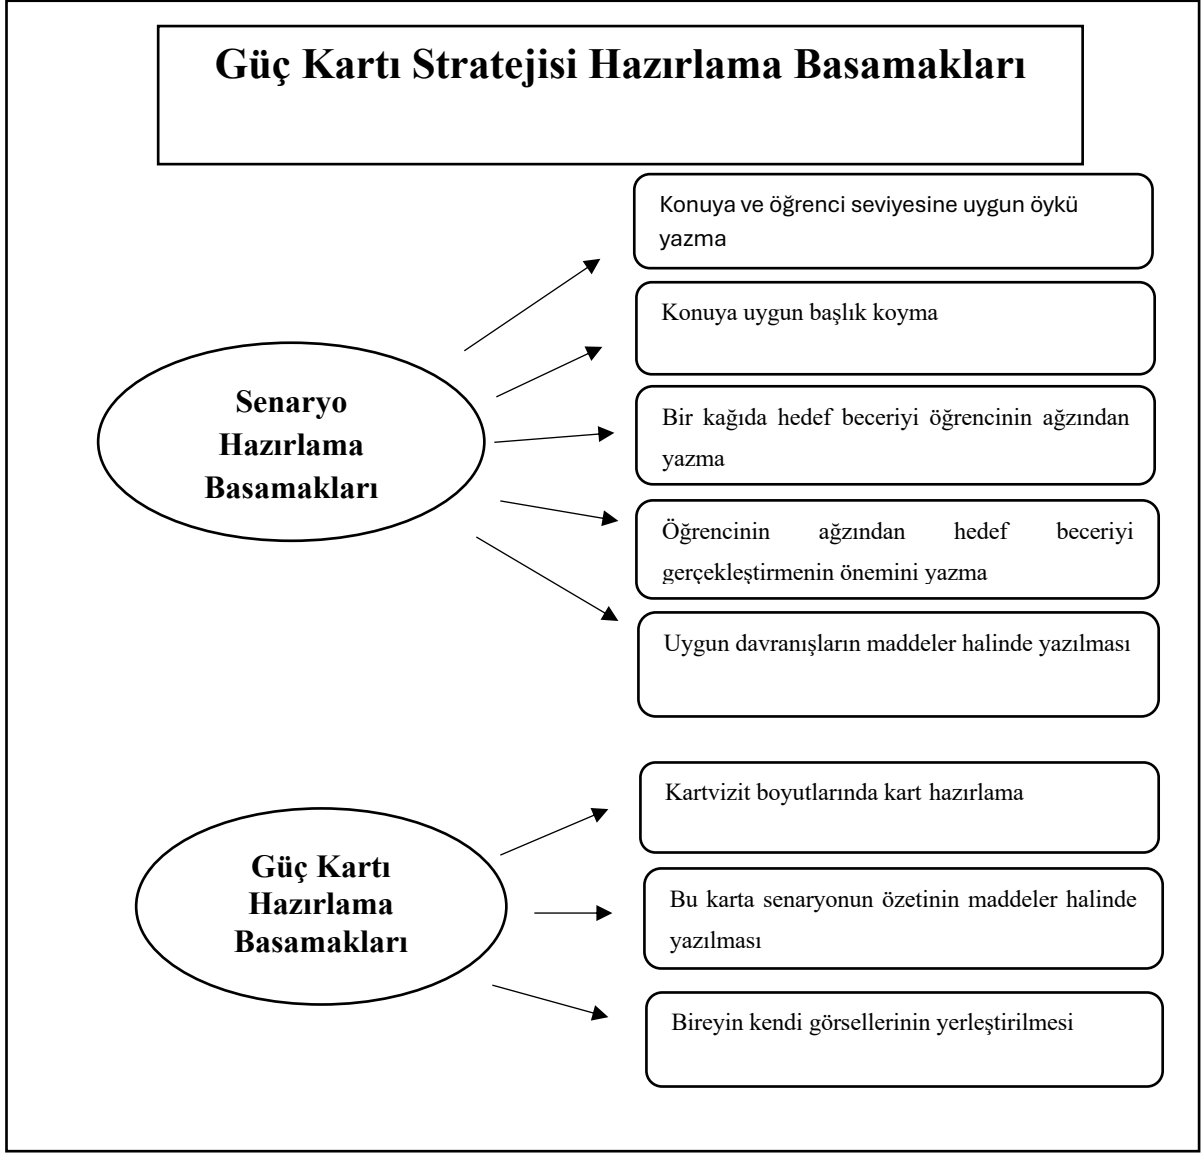 Güç Kartı Stratejisi Hazırlama Basamakları
Konuya ve öğrenci seviyesine uygun öykü
yazma
Konuya uygun başlık koyma
Senaryo
Hazırlama
Basamakları
Bir kağıda hedef beceriyi öğrencinin ağzından
yazma
Öğrencinin ağzından hedef beceriyi
gerçekleştirmenin önemini yazma
Uygun davranışların maddeler halinde yazılması
Kartvizit boyutlarında kart hazırlama
Güç Kartı
Hazırlama
Basamakları
Bu karta senaryonun özetinin maddeler halinde
yazılması
Bireyin kendi görsellerinin yerleştirilmesi